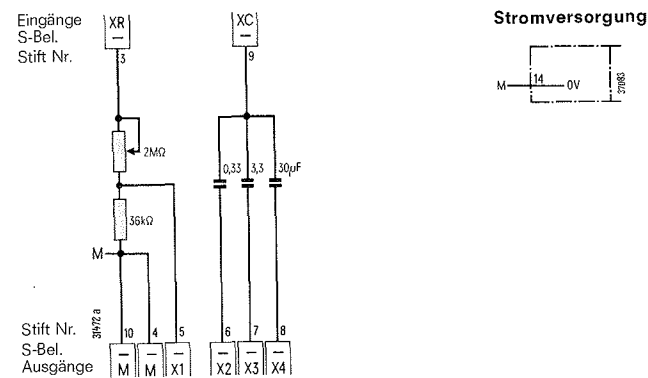 Eingänge XR XC
S-Bel. — —
Stift Nr. 3 9
2MΩ
0,33 3,3 30µF
36kΩ
M
31472 a
Stift Nr. 10 4 5 6 7 8
S-Bel. — — — — — —
Ausgänge M M X1 X2 X3 X4
Stromversorgung
M 14 0V
37083